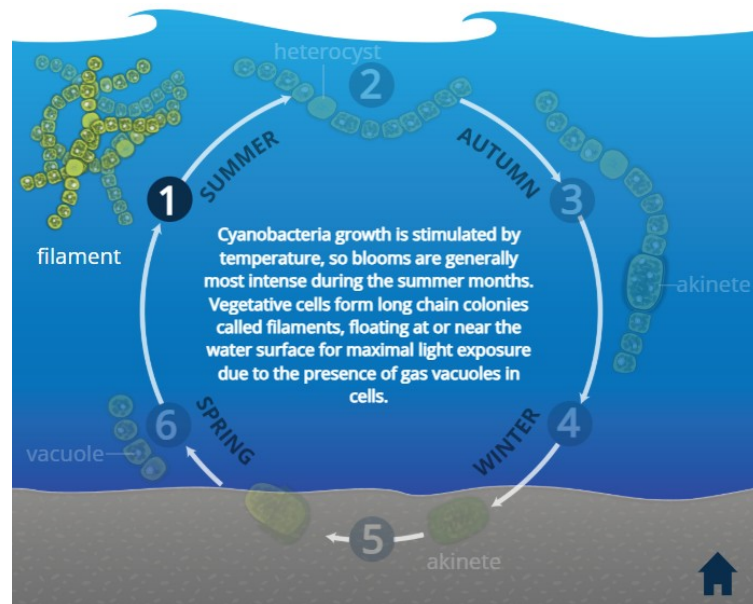 heterocyst
2
SUMMER
AUTUMN
1
3
filament
Cyanobacteria growth is stimulated by
temperature, so blooms are generally
most intense during the summer months.
Vegetative cells form long chain colonies
called filaments, floating at or near the
water surface for maximal light exposure
due to the presence of gas vacuoles in
cells.
akinete
6
SPRING
WINTER
4
vacuole
5
akinete